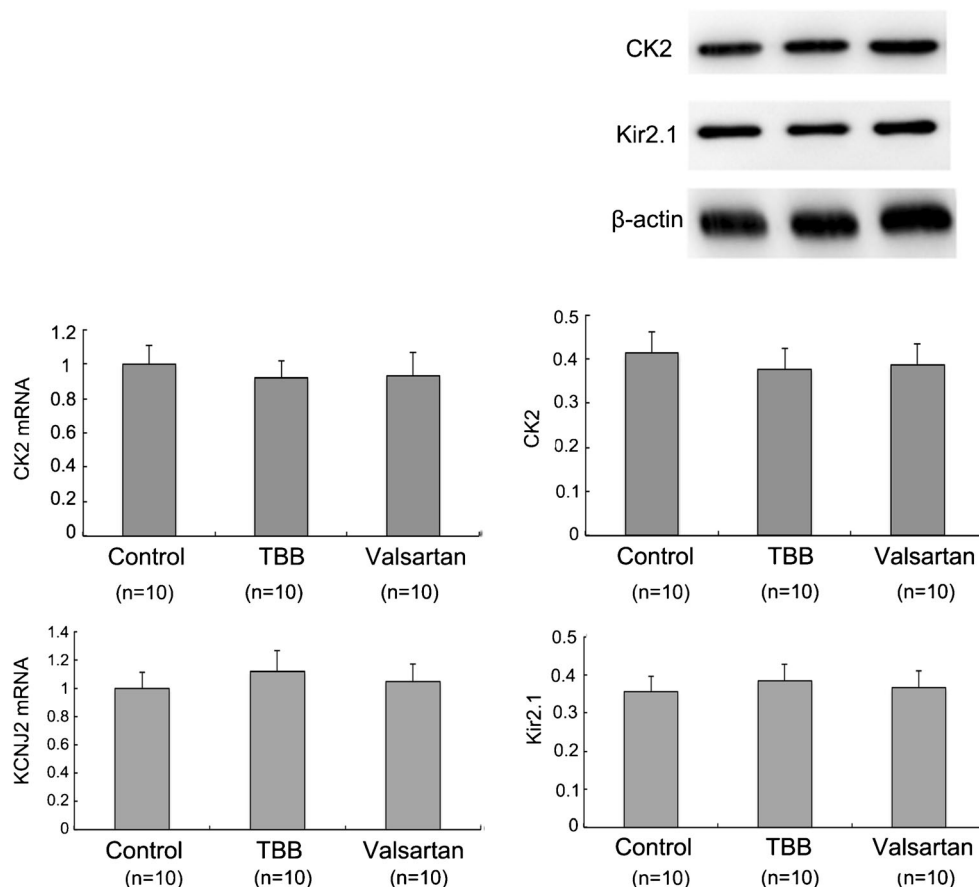 CK2
Kir2.1
β-actin
1.2
1
0.8
0.6
0.4
0.2
0
CK2 mRNA
Control TBB Valsartan
(n=10) (n=10) (n=10)
0.5
0.4
0.3
0.2
0.1
0
CK2
Control TBB Valsartan
(n=10) (n=10) (n=10)
1.4
1.2
1
0.8
0.6
0.4
0.2
0
KCNJ2 mRNA
Control TBB Valsartan
(n=10) (n=10) (n=10)
0.5
0.4
0.3
0.2
0.1
0
Kir2.1
Control TBB Valsartan
(n=10) (n=10) (n=10)